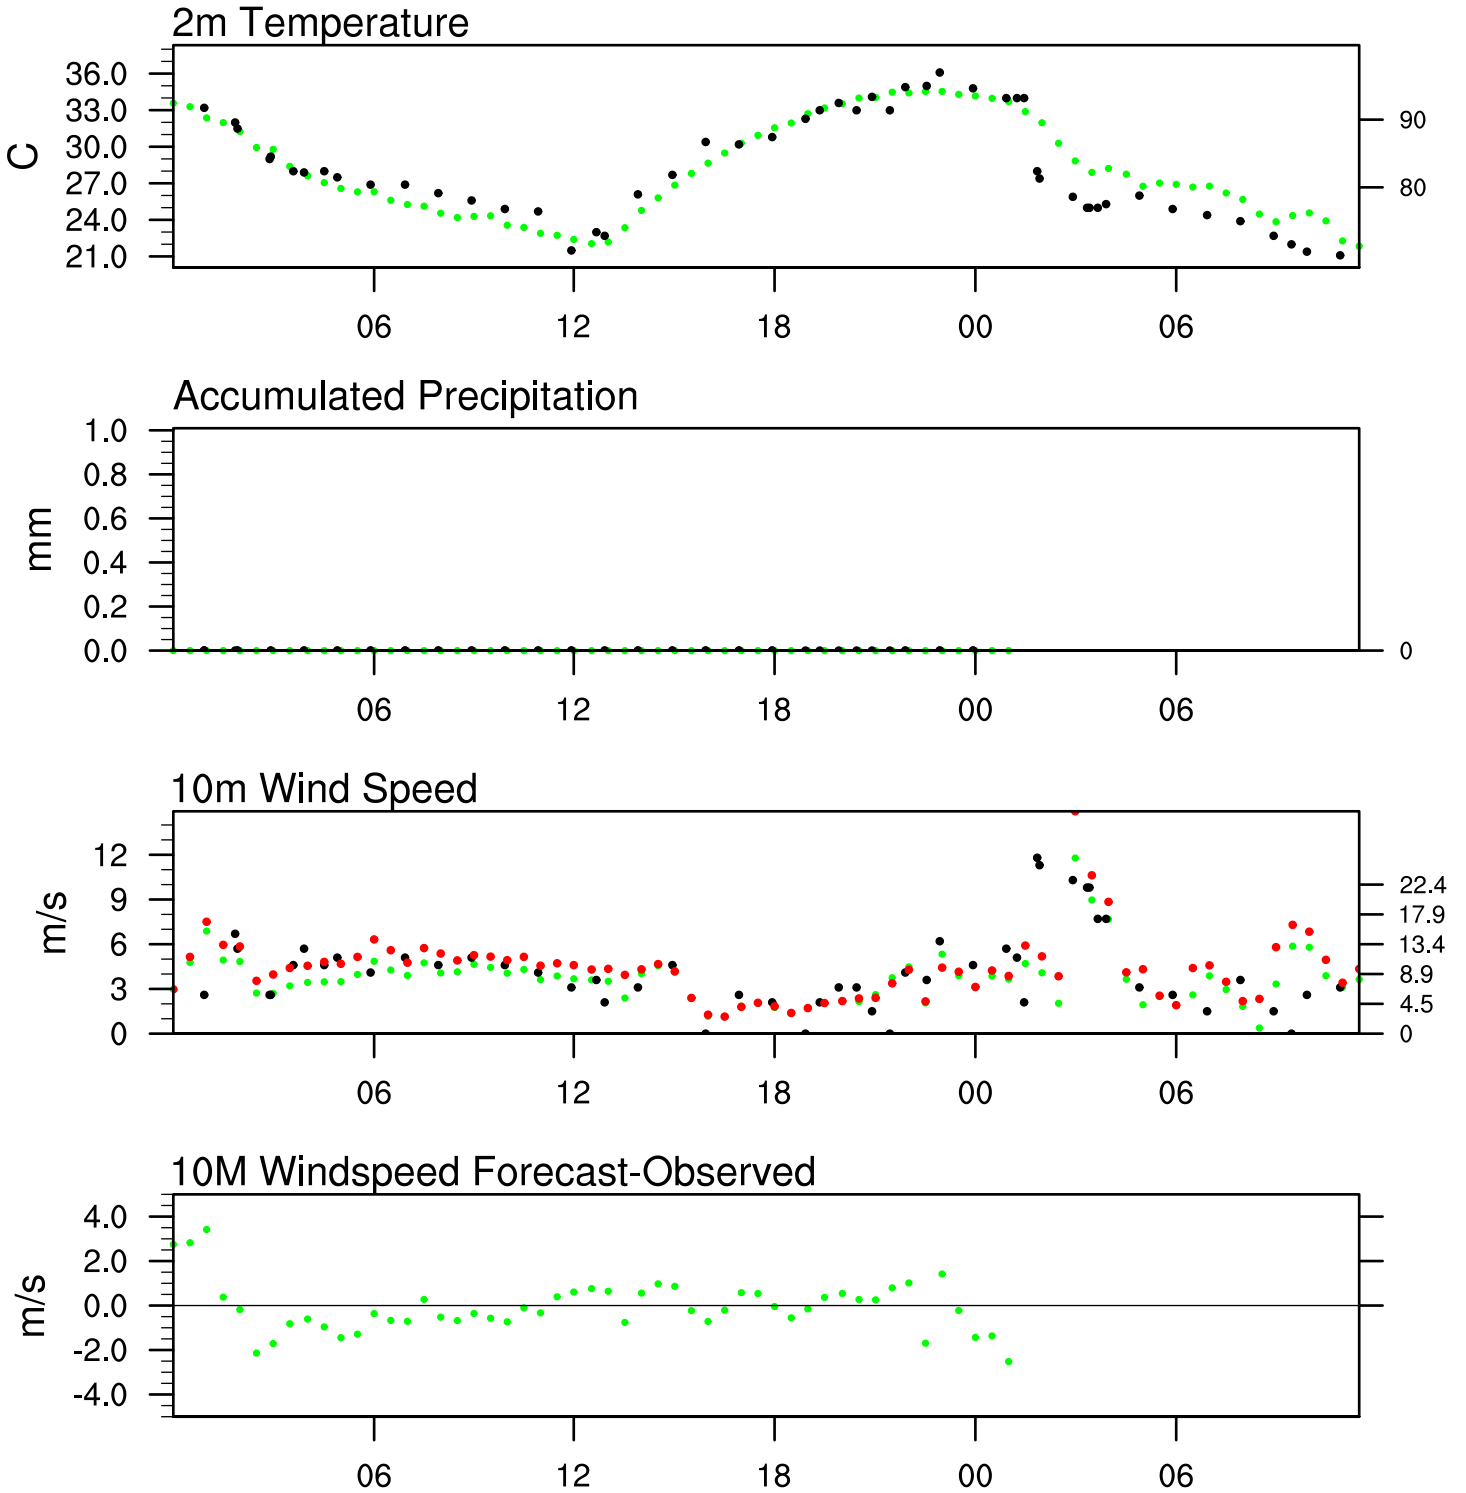 2m Temperature
36.0
33.0
30.0
27.0
24.0
21.0
C
90
80
06 12 18 00 06
Accumulated Precipitation
1.0
0.8
0.6
0.4
0.2
0.0
mm
0
06 12 18 00 06
10m Wind Speed
12
9
6
3
0
m/s
22.4
17.9
13.4
8.9
4.5
0
06 12 18 00 06
10M Windspeed Forecast-Observed
4.0
2.0
0.0
-2.0
-4.0
m/s
06 12 18 00 06